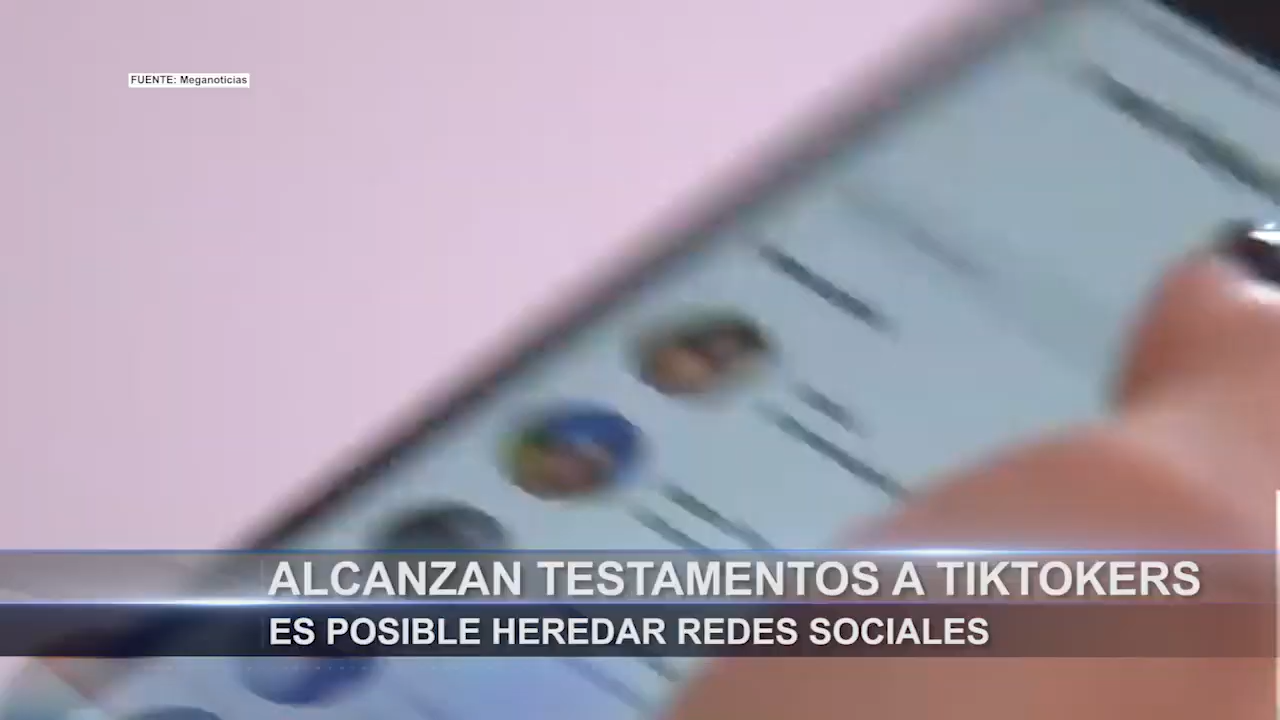 FUENTE: Meganoticias
ALCANZAN TESTAMENTOS A TIKTOKERS
ES POSIBLE HEREDAR REDES SOCIALES